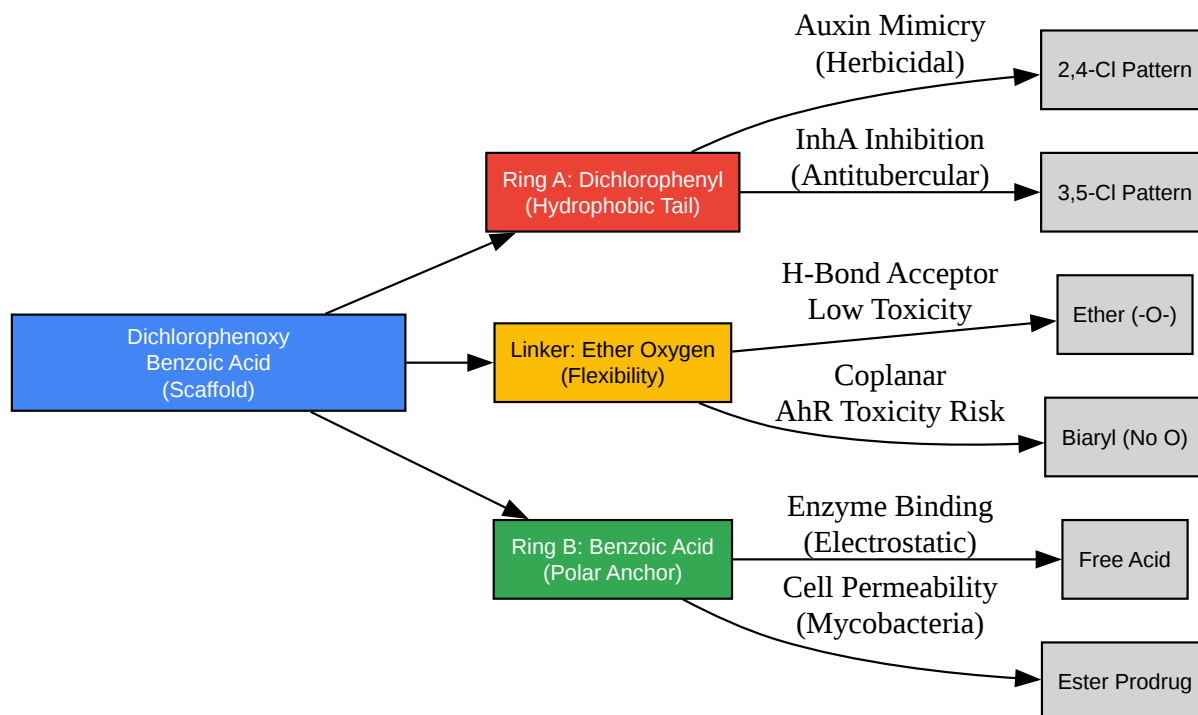 Auxin Mimicry
(Herbicidal)
2,4-Cl Pattern
InhA Inhibition
(Antitubercular)
3,5-Cl Pattern
Ring A: Dichlorophenyl
(Hydrophobic Tail)
H-Bond Acceptor
Low Toxicity
Ether (-O-)
Dichlorophenoxy
Benzoic Acid
(Scaffold)
Linker: Ether Oxygen
(Flexibility)
Coplanar
AhR Toxicity Risk
Biaryl (No O)
Enzyme Binding
(Electrostatic)
Free Acid
Ring B: Benzoic Acid
(Polar Anchor)
Cell Permeability
(Mycobacteria)
Ester Prodrug